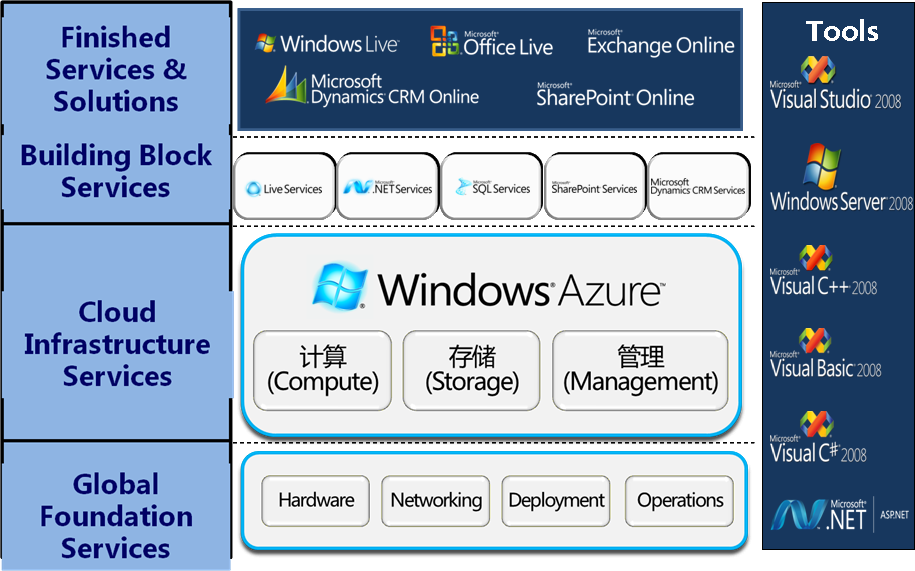 Finished
Services &
Solutions
Windows Live™
Microsoft®
Office Live
Microsoft®
Exchange Online
Microsoft
Dynamics® CRM Online
Microsoft®
SharePoint® Online
Building Block
Services
Live Services
Microsoft®
.NET Services
Microsoft®
SQL Services
Microsoft®
SharePoint Services
Microsoft
Dynamics CRM Services
Cloud
Infrastructure
Services
Windows® Azure™
计算
(Compute)
存储
(Storage)
管理
(Management)
Global
Foundation
Services
Hardware
Networking
Deployment
Operations
Tools
Microsoft®
Visual Studio® 2008
Windows Server® 2008
Microsoft®
Visual C++® 2008
Microsoft®
Visual Basic® 2008
Microsoft®
Visual C#® 2008
Microsoft®
.NET
ASP.NET